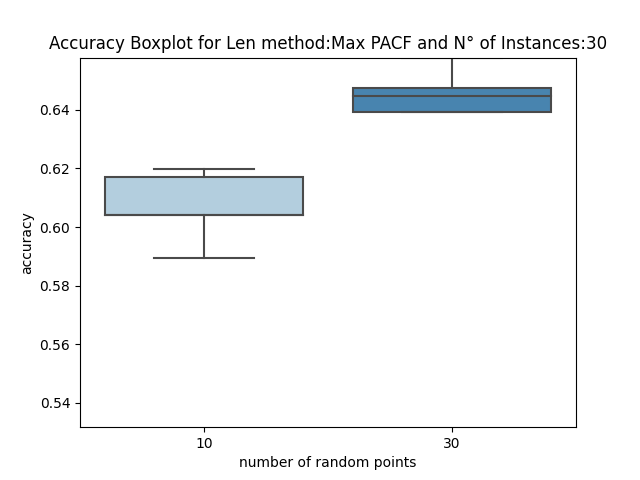 Accuracy Boxplot for Len method:Max PACF and N° of Instances:30
0.64
0.62
0.60
0.58
0.56
0.54
accuracy
10
30
number of random points